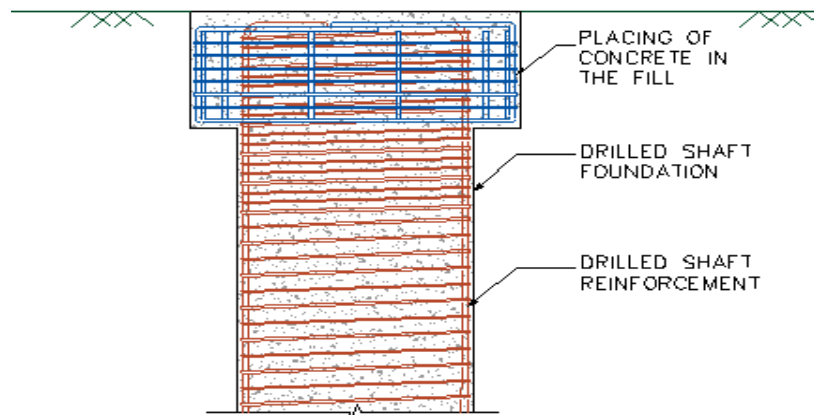 PLACING OF
CONCRETE IN
THE FILL
DRILLED SHAFT
FOUNDATION
DRILLED SHAFT
REINFORCEMENT